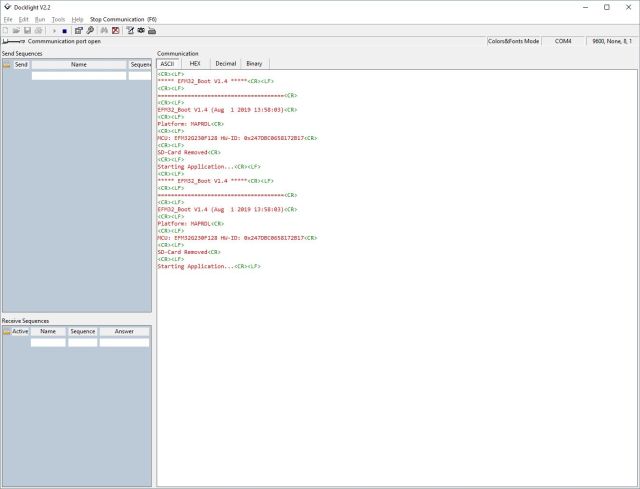 Docklight V2.2
File Edit Run Tools Help Stop Communication (F6)
Commmunication port open
Colors&Fonts Mode COM4 9600, None, 8, 1
Send Sequences
Send Name Sequenc
Communication
ASCII HEX Decimal Binary
<CR><LF>
***** EFM32_Boot V1.4 *****<CR><LF>
<CR><LF>
======================================<CR>
<CR><LF>
EFM32_Boot V1.4 (Aug 1 2019 13:58:03)<CR>
<CR><LF>
Platform: MAPROL<CR>
<CR><LF>
MCU: EFM32G230F128 HW-ID: 0x247DBC0658172B17<CR>
<CR><LF>
SD-Card Removed<CR>
<CR><LF>
Starting Application...<CR><LF>
<CR><LF>
***** EFM32_Boot V1.4 *****<CR><LF>
<CR><LF>
======================================<CR>
<CR><LF>
EFM32_Boot V1.4 (Aug 1 2019 13:58:03)<CR>
<CR><LF>
Platform: MAPROL<CR>
<CR><LF>
MCU: EFM32G230F128 HW-ID: 0x247DBC0658172B17<CR>
<CR><LF>
SD-Card Removed<CR>
<CR><LF>
Starting Application...<CR><LF>
Receive Sequences
Active Name Sequence Answer